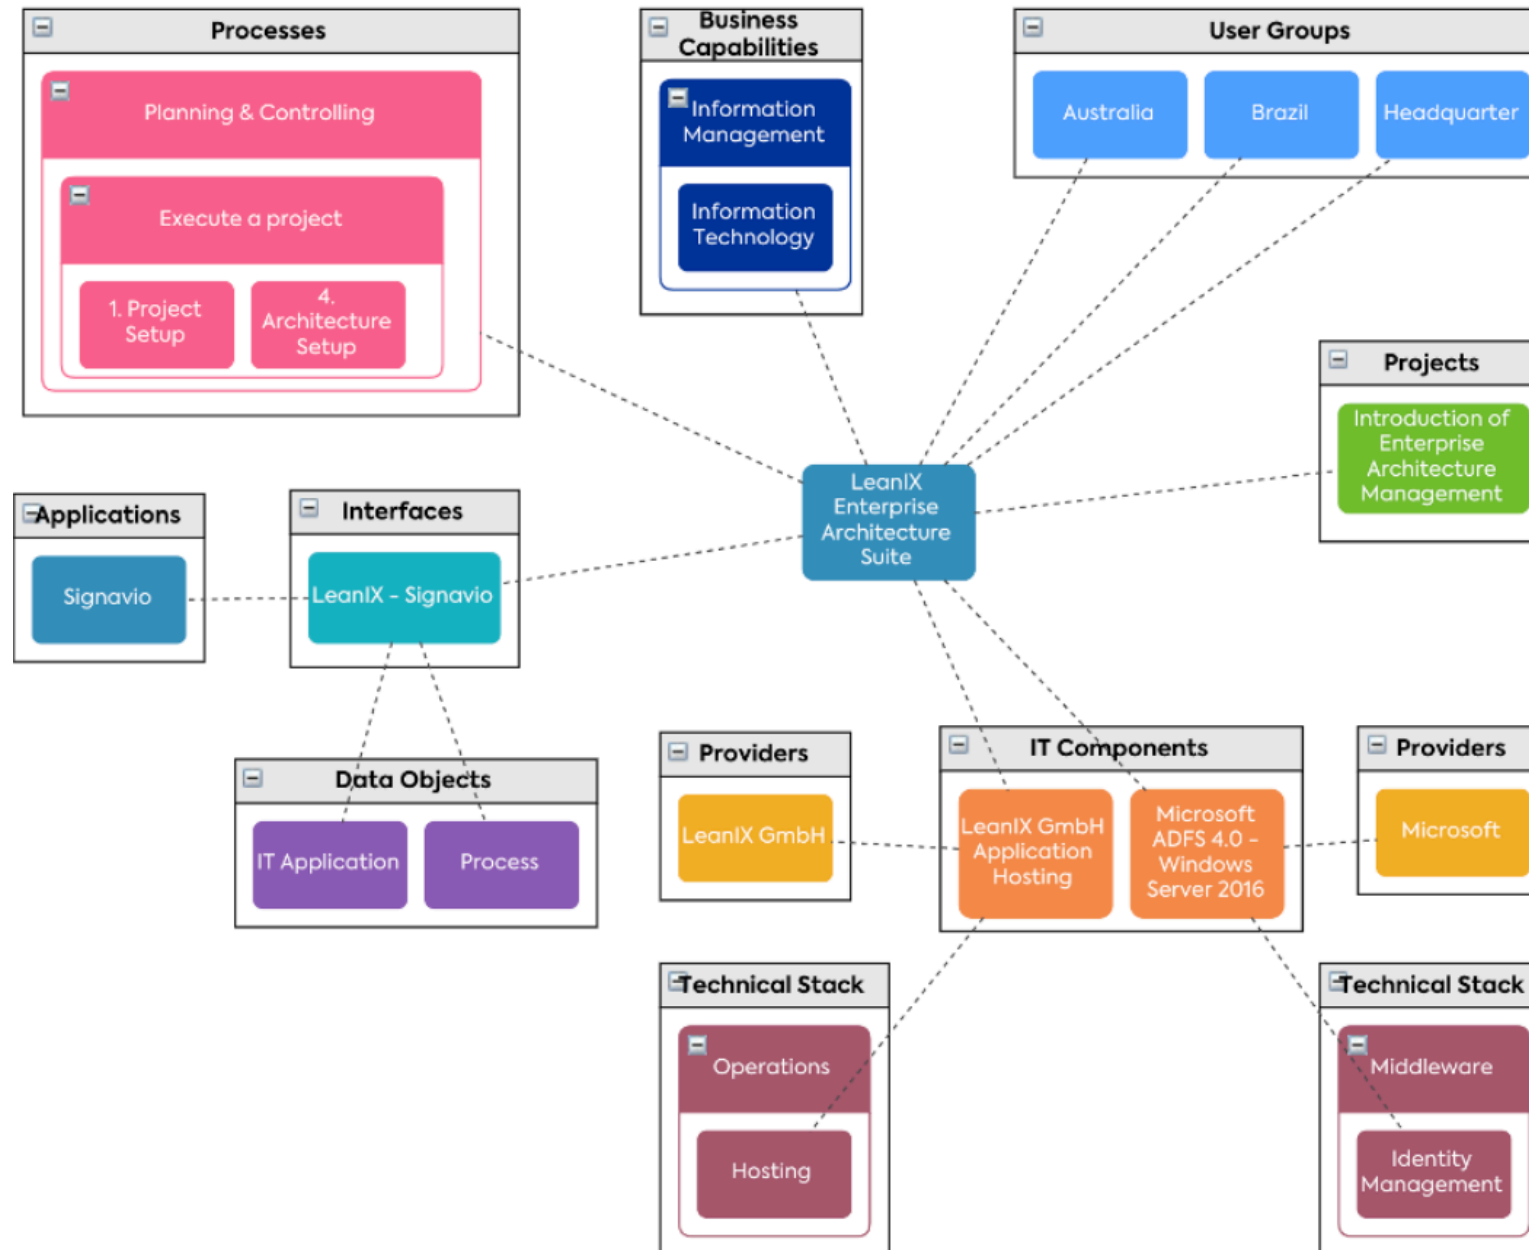 Processes
Planning & Controlling
Execute a project
1. Project
Setup
4.
Architecture
Setup
Business
Capabilities
Information
Management
Information
Technology
User Groups
Australia
Brazil
Headquarter
Projects
Introduction of
Enterprise
Architecture
Management
LeanIX
Enterprise
Architecture
Suite
Applications
Signavio
Interfaces
LeanIX - Signavio
Data Objects
IT Application
Process
Providers
LeanIX GmbH
IT Components
LeanIX GmbH
Application
Hosting
Microsoft
ADFS 4.0 -
Windows
Server 2016
Providers
Microsoft
Technical Stack
Operations
Hosting
Technical Stack
Middleware
Identity
Management